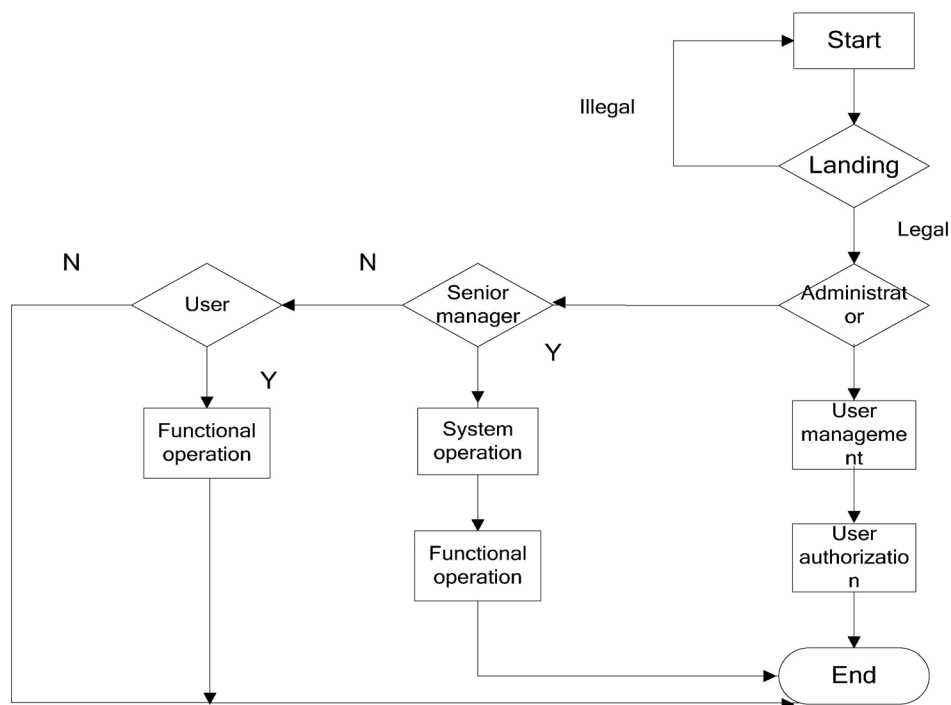 Start
Illegal
Landing
Legal
N
N
User
Senior
manager
Administrat
or
Y
Y
Functional
operation
System
operation
User
manageme
nt
Functional
operation
User
authorizatio
n
End